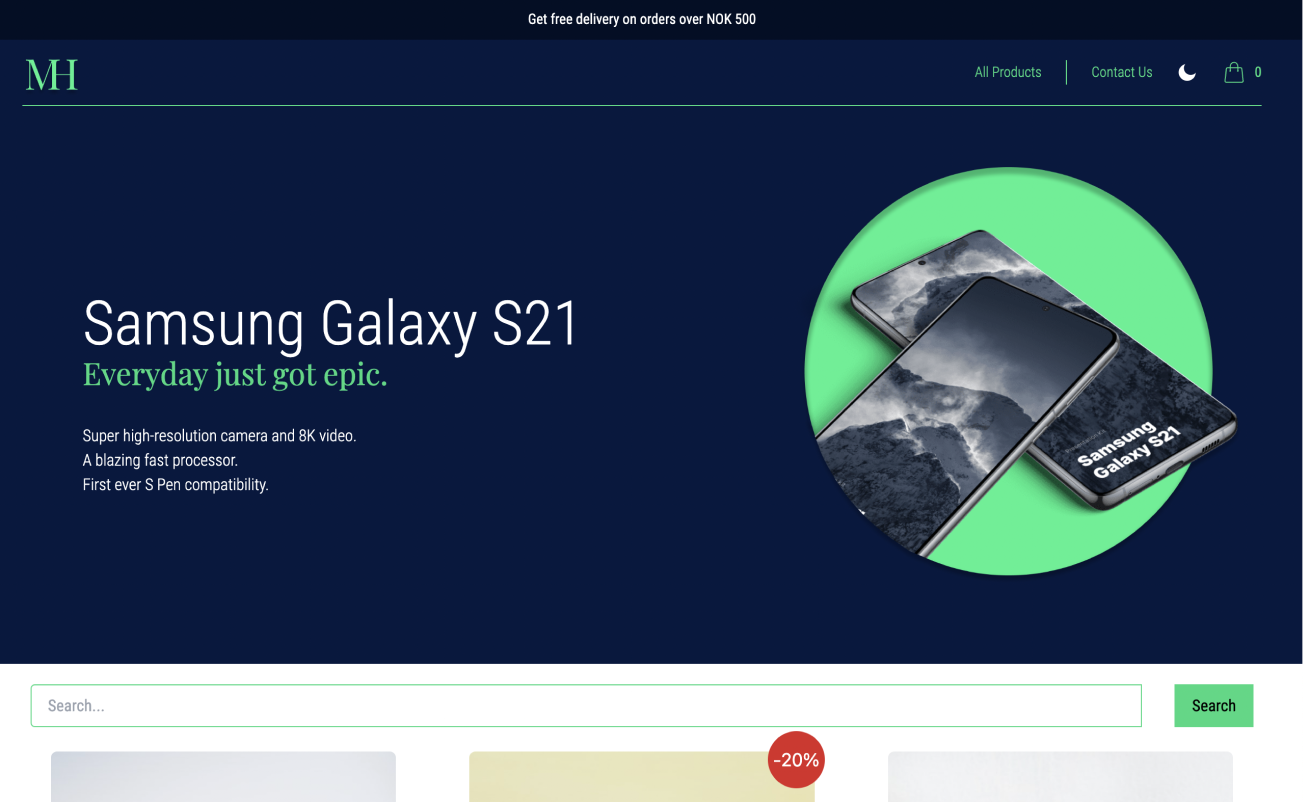 Get free delivery on orders over NOK 500
MH
All Products
Contact Us
0
Samsung Galaxy S21
Everyday just got epic.
Super high-resolution camera and 8K video.
A blazing fast processor.
First ever S Pen compatibility.
Samsung
Galaxy S21
Search...
Search
-20%